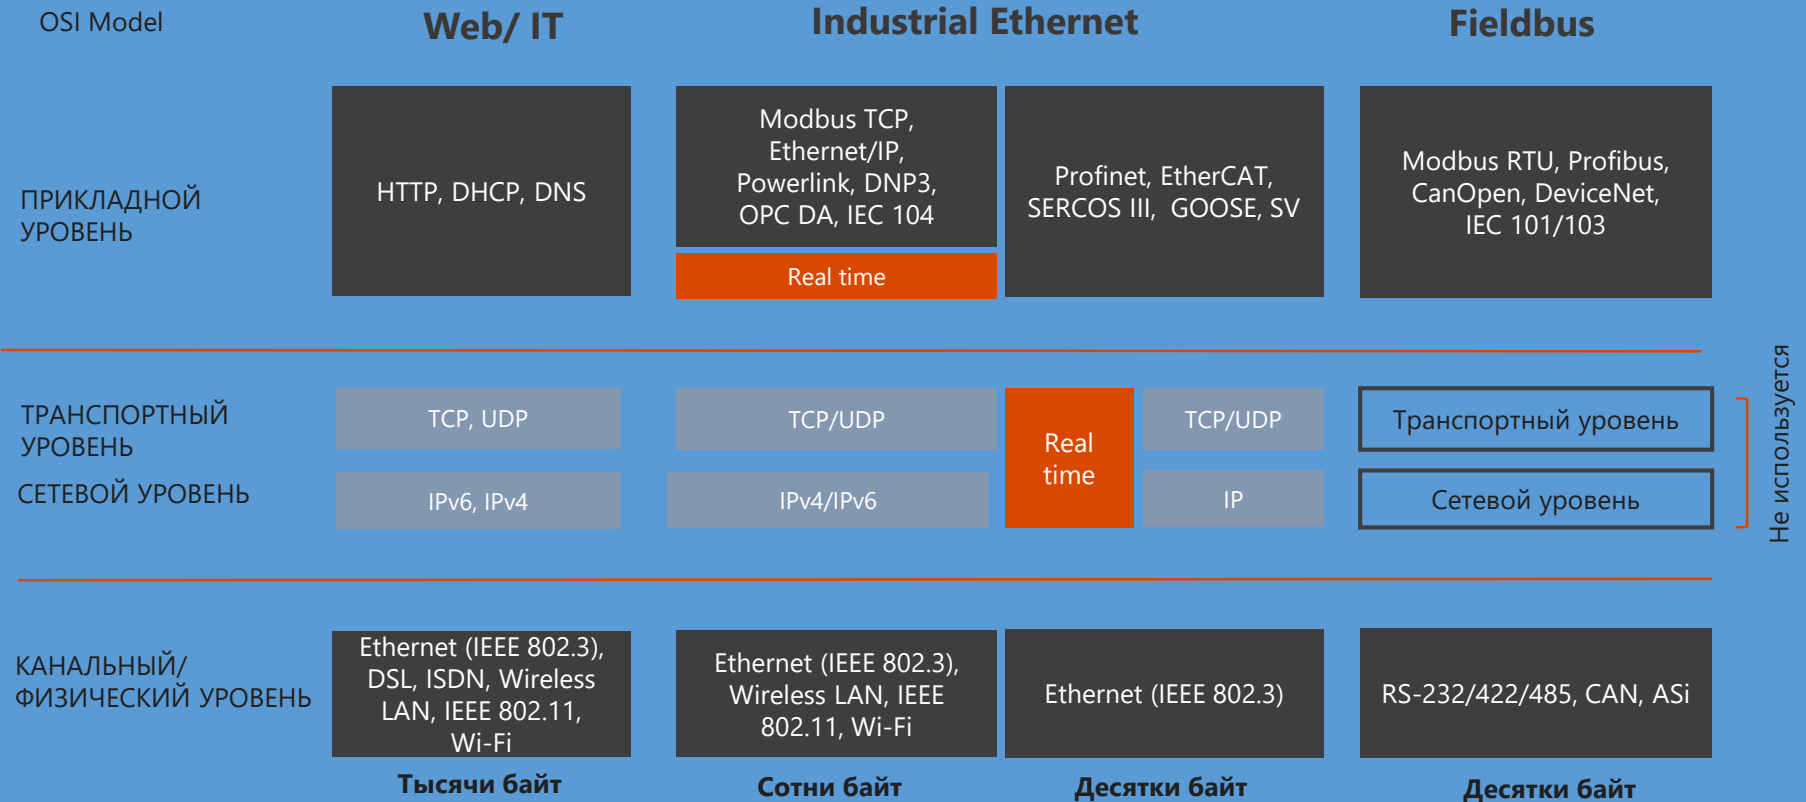 OSI Model
Web/ IT
Industrial Ethernet
Fieldbus
ПРИКЛАДНОЙ
УРОВЕНЬ
HTTP, DHCP, DNS
Modbus TCP,
Ethernet/IP,
Powerlink, DNP3,
OPC DA, IEC 104
Real time
Profinet, EtherCAT,
SERCOS III, GOOSE, SV
Modbus RTU, Profibus,
CanOpen, DeviceNet,
IEC 101/103
ТРАНСПОРТНЫЙ
УРОВЕНЬ
TCP, UDP
TCP/UDP
Real
time
TCP/UDP
Транспортный уровень
СЕТЕВОЙ УРОВЕНЬ
IPv6, IPv4
IPv4/IPv6
IP
Сетевой уровень
Не используется
КАНАЛЬНЫЙ/
ФИЗИЧЕСКИЙ УРОВЕНЬ
Ethernet (IEEE 802.3),
DSL, ISDN, Wireless
LAN, IEEE 802.11,
Wi-Fi
Ethernet (IEEE 802.3),
Wireless LAN, IEEE
802.11, Wi-Fi
Ethernet (IEEE 802.3)
RS-232/422/485, CAN, ASi
Тысячи байт
Сотни байт
Десятки байт
Десятки байт